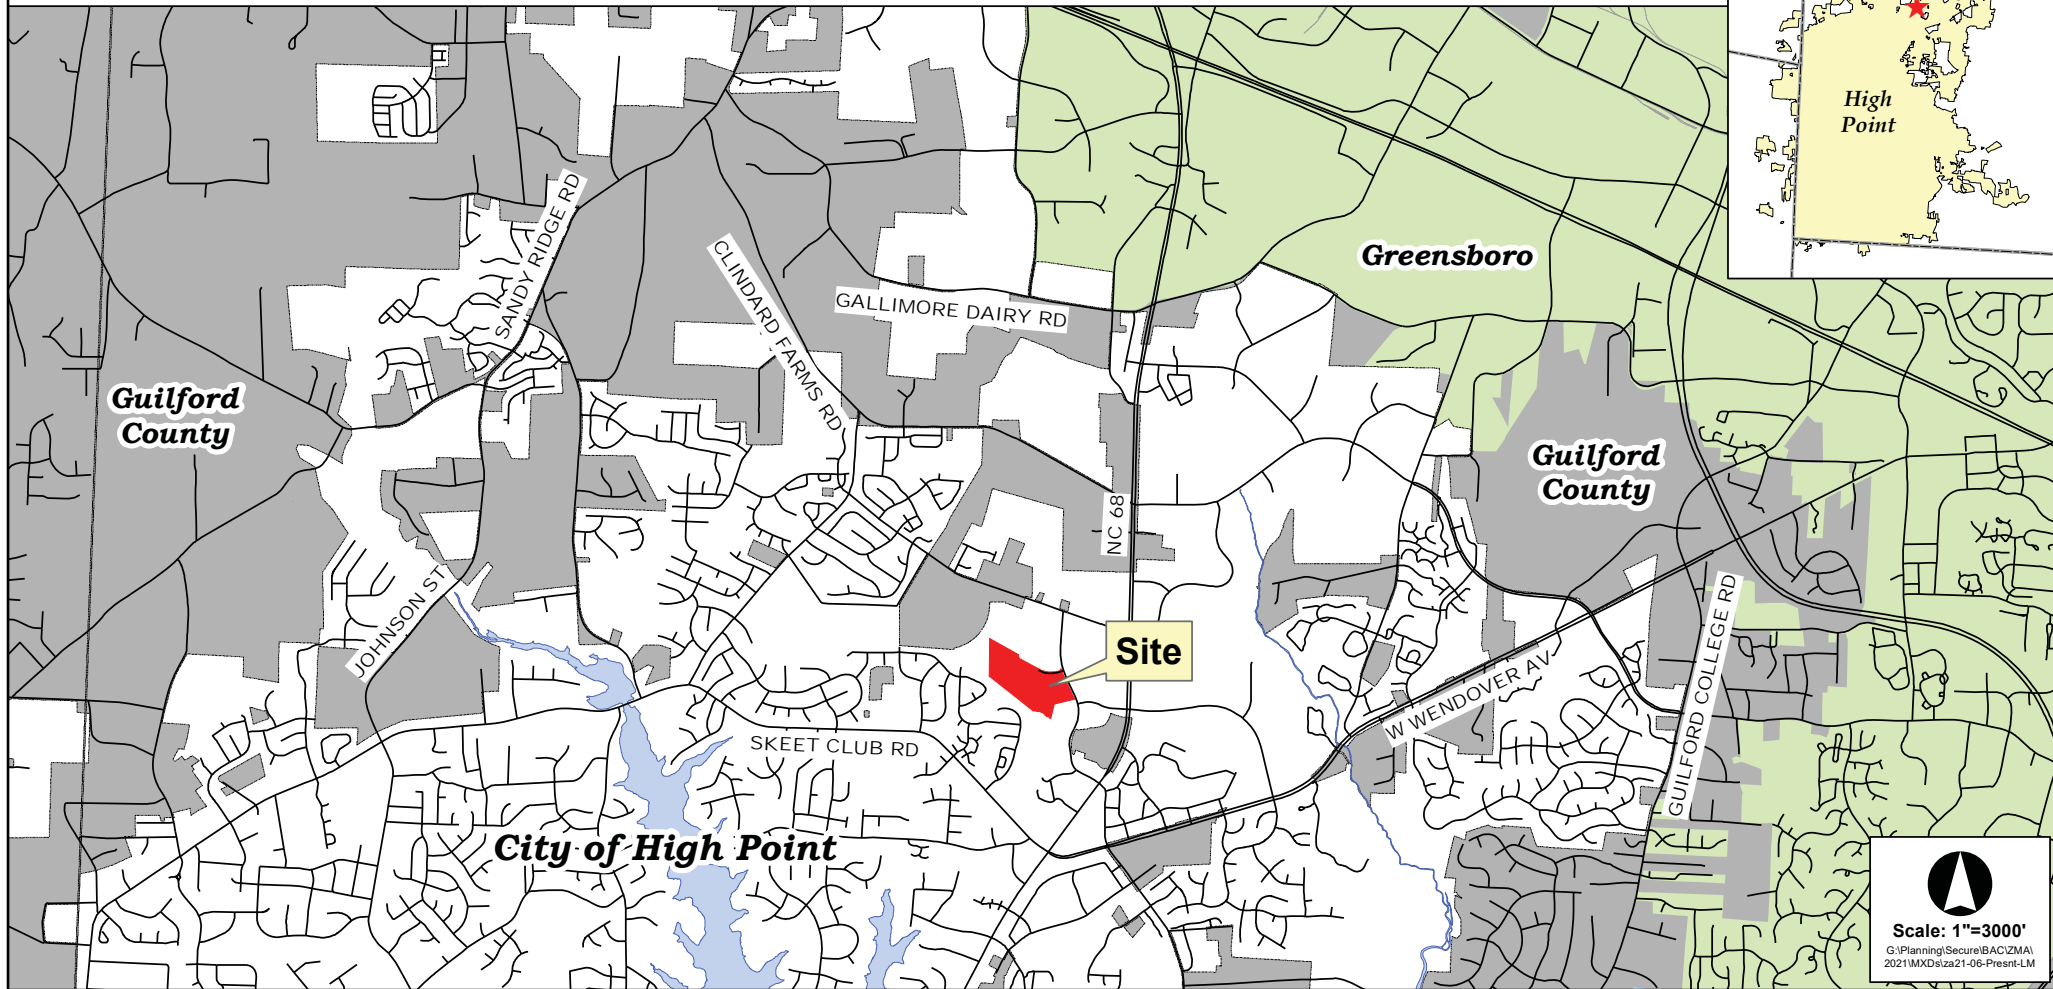 High
Point
SANDY RIDGE RD
CLINDARD FARMS RD
GALLIMORE DAIRY RD
Greensboro
Guilford
County
Guilford
County
NC 68
JOHNSON ST
Site
W WENDOVER AV
GUILFORD COLLEGE RD
SKEET CLUB RD
City of High Point
Scale: 1"=3000'
G:\Planning\Secure\BAC\ZMA\
2021\MXDs\za21-06-Presnt-LM